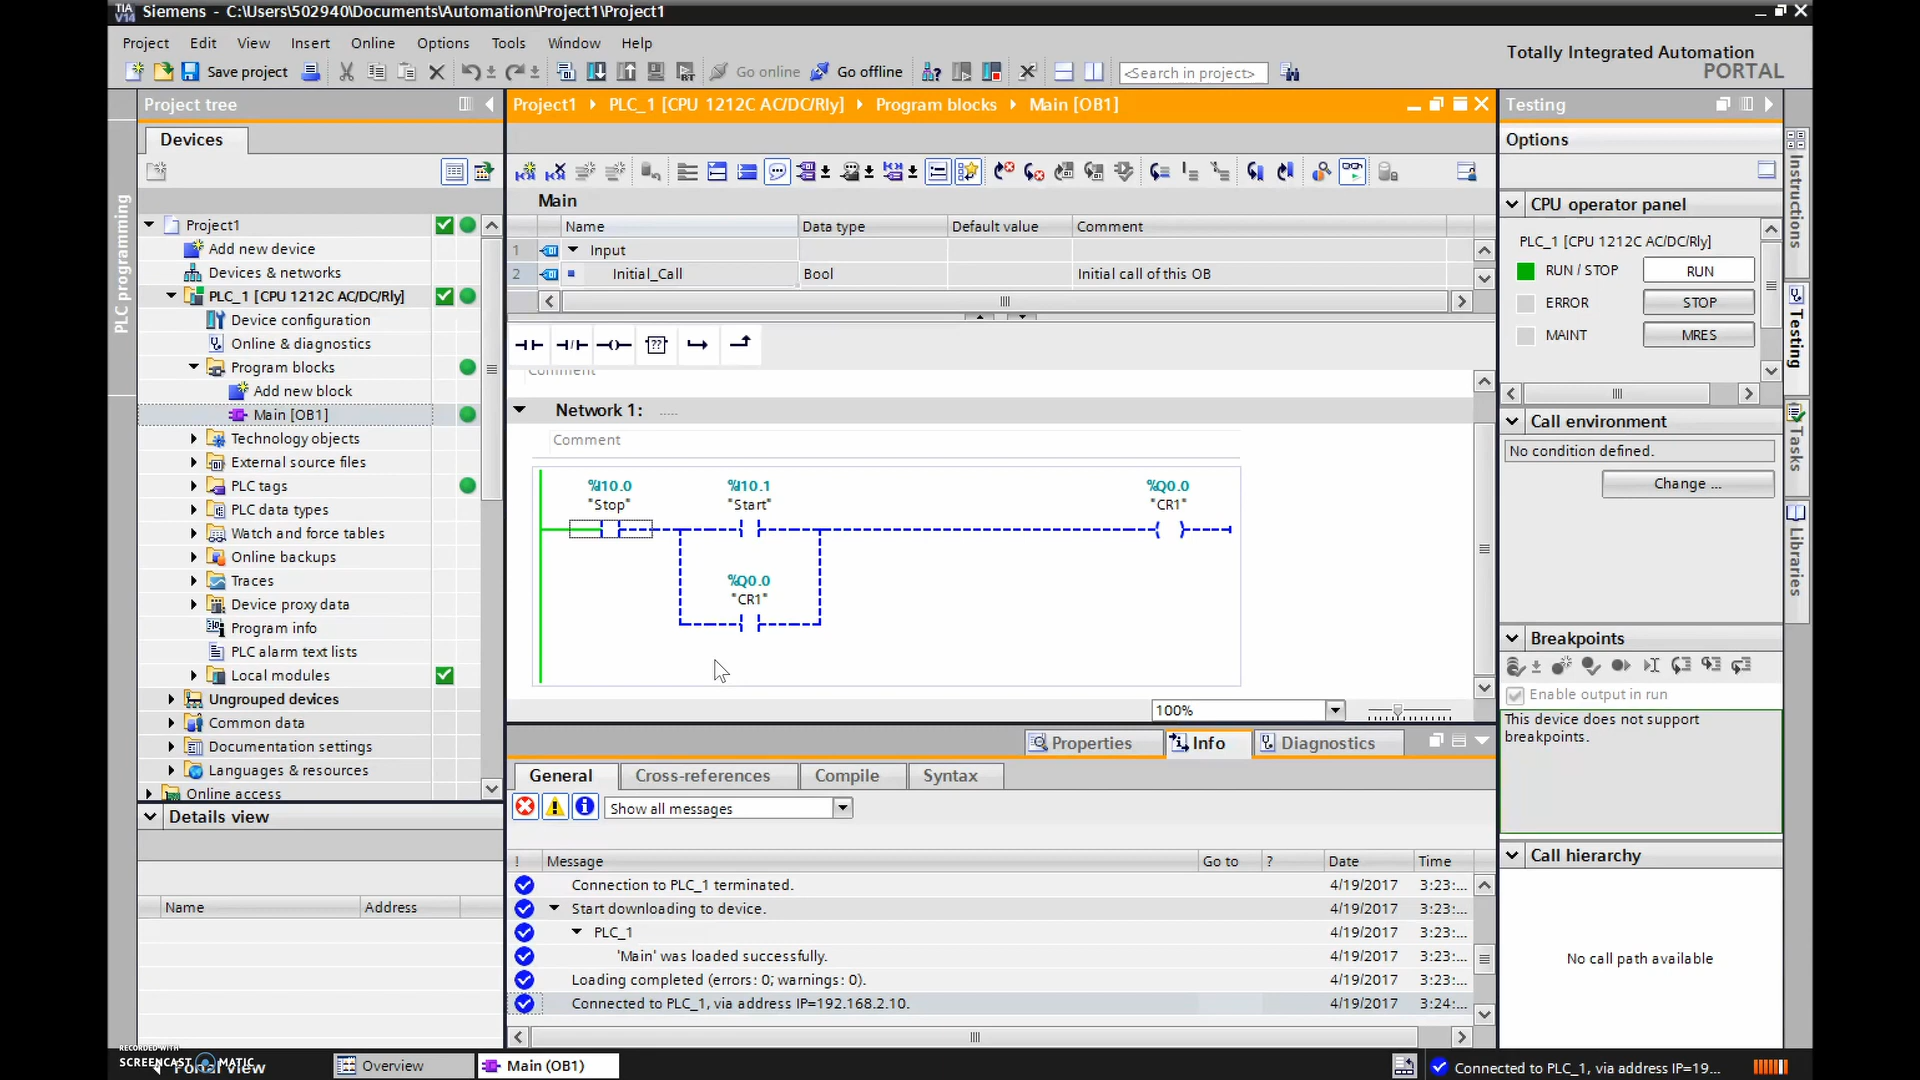 TIA V14 Siemens - C:\Users\502940\Documents\Automation\Project1\Project1
Project Edit View Insert Online Options Tools Window Help
Totally Integrated Automation
PORTAL
Save project Go online Go offline <Search in project>
Project tree
Devices
PLC programming
Project1
Add new device
Devices & networks
PLC_1 [CPU 1212C AC/DC/Rly]
Device configuration
Online & diagnostics
Program blocks
Add new block
Main [OB1]
Technology objects
External source files
PLC tags
PLC data types
Watch and force tables
Online backups
Traces
Device proxy data
Program info
PLC alarm text lists
Local modules
Ungrouped devices
Common data
Documentation settings
Languages & resources
Online access
Details view
Name Address
Project1 PLC_1 [CPU 1212C AC/DC/Rly] Program blocks Main [OB1]
Main
Name Data type Default value Comment
1 Input
2 Initial_Call Bool Initial call of this OB
??
Comment
Network 1: .....
Comment
%I10.0 %I10.1 %Q0.0
"Stop" "Start" "CR1"
%Q0.0
"CR1"
100%
Properties Info Diagnostics
General Cross-references Compile Syntax
Show all messages
! Message Go to ? Date Time
Connection to PLC_1 terminated. 4/19/2017 3:23:...
Start downloading to device. 4/19/2017 3:23:...
PLC_1 4/19/2017 3:23:...
'Main' was loaded successfully. 4/19/2017 3:23:...
Loading completed (errors: 0; warnings: 0). 4/19/2017 3:23:...
Connected to PLC_1, via address IP=192.168.2.10. 4/19/2017 3:24:...
Testing
Options
CPU operator panel
PLC_1 [CPU 1212C AC/DC/Rly]
RUN / STOP RUN
ERROR STOP
MAINT MRES
Call environment
No condition defined.
Change ...
Breakpoints
Enable output in run
This device does not support
breakpoints.
Call hierarchy
No call path available
Instructions
Testing
Tasks
Libraries
RECORDED WITH
SCREENCAST MATIC
Portal view Overview Main (OB1) Connected to PLC_1, via address IP=19...